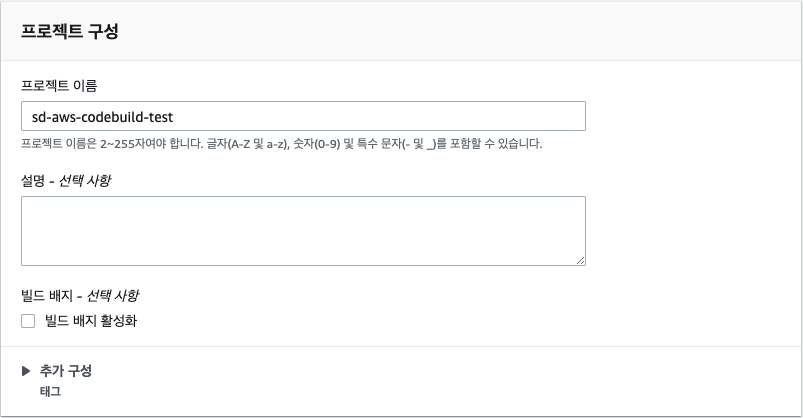 프로젝트 구성
프로젝트 이름
sd-aws-codebuild-test
프로젝트 이름은 2~255자여야 합니다. 글자(A-Z 및 a-z), 숫자(0-9) 및 특수 문자(- 및 _)를 포함할 수 있습니다.
설명 - 선택 사항
빌드 배지 - 선택 사항
빌드 배지 활성화
추가 구성
태그